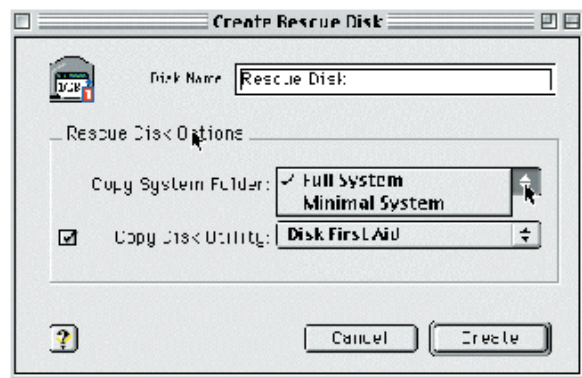 Create Rescue Disk
1GB
Disk Name
Rescue Disk
Rescue Disk Options
Copy System Folder:
✓ Full System
Minimal System
Copy Disk Utility:
Disk First Aid
?
Cancel
Create